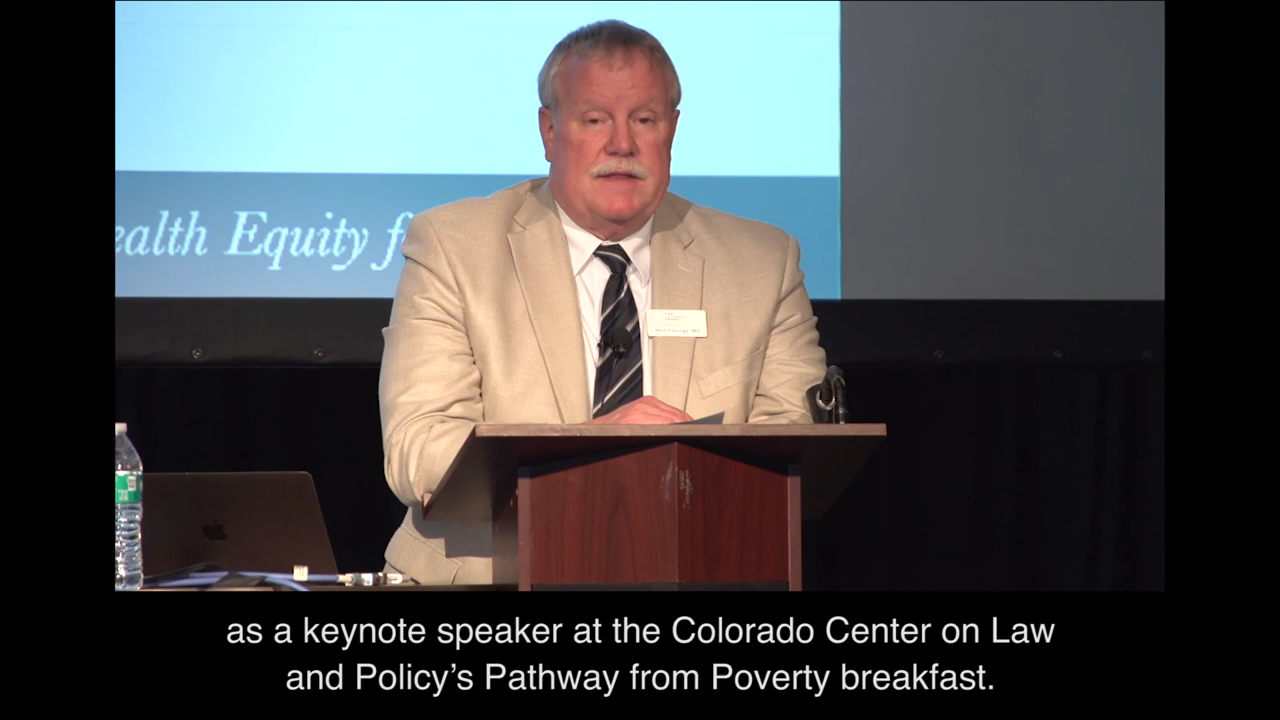 ealth Equity f
as a keynote speaker at the Colorado Center on Law
and Policy’s Pathway from Poverty breakfast.